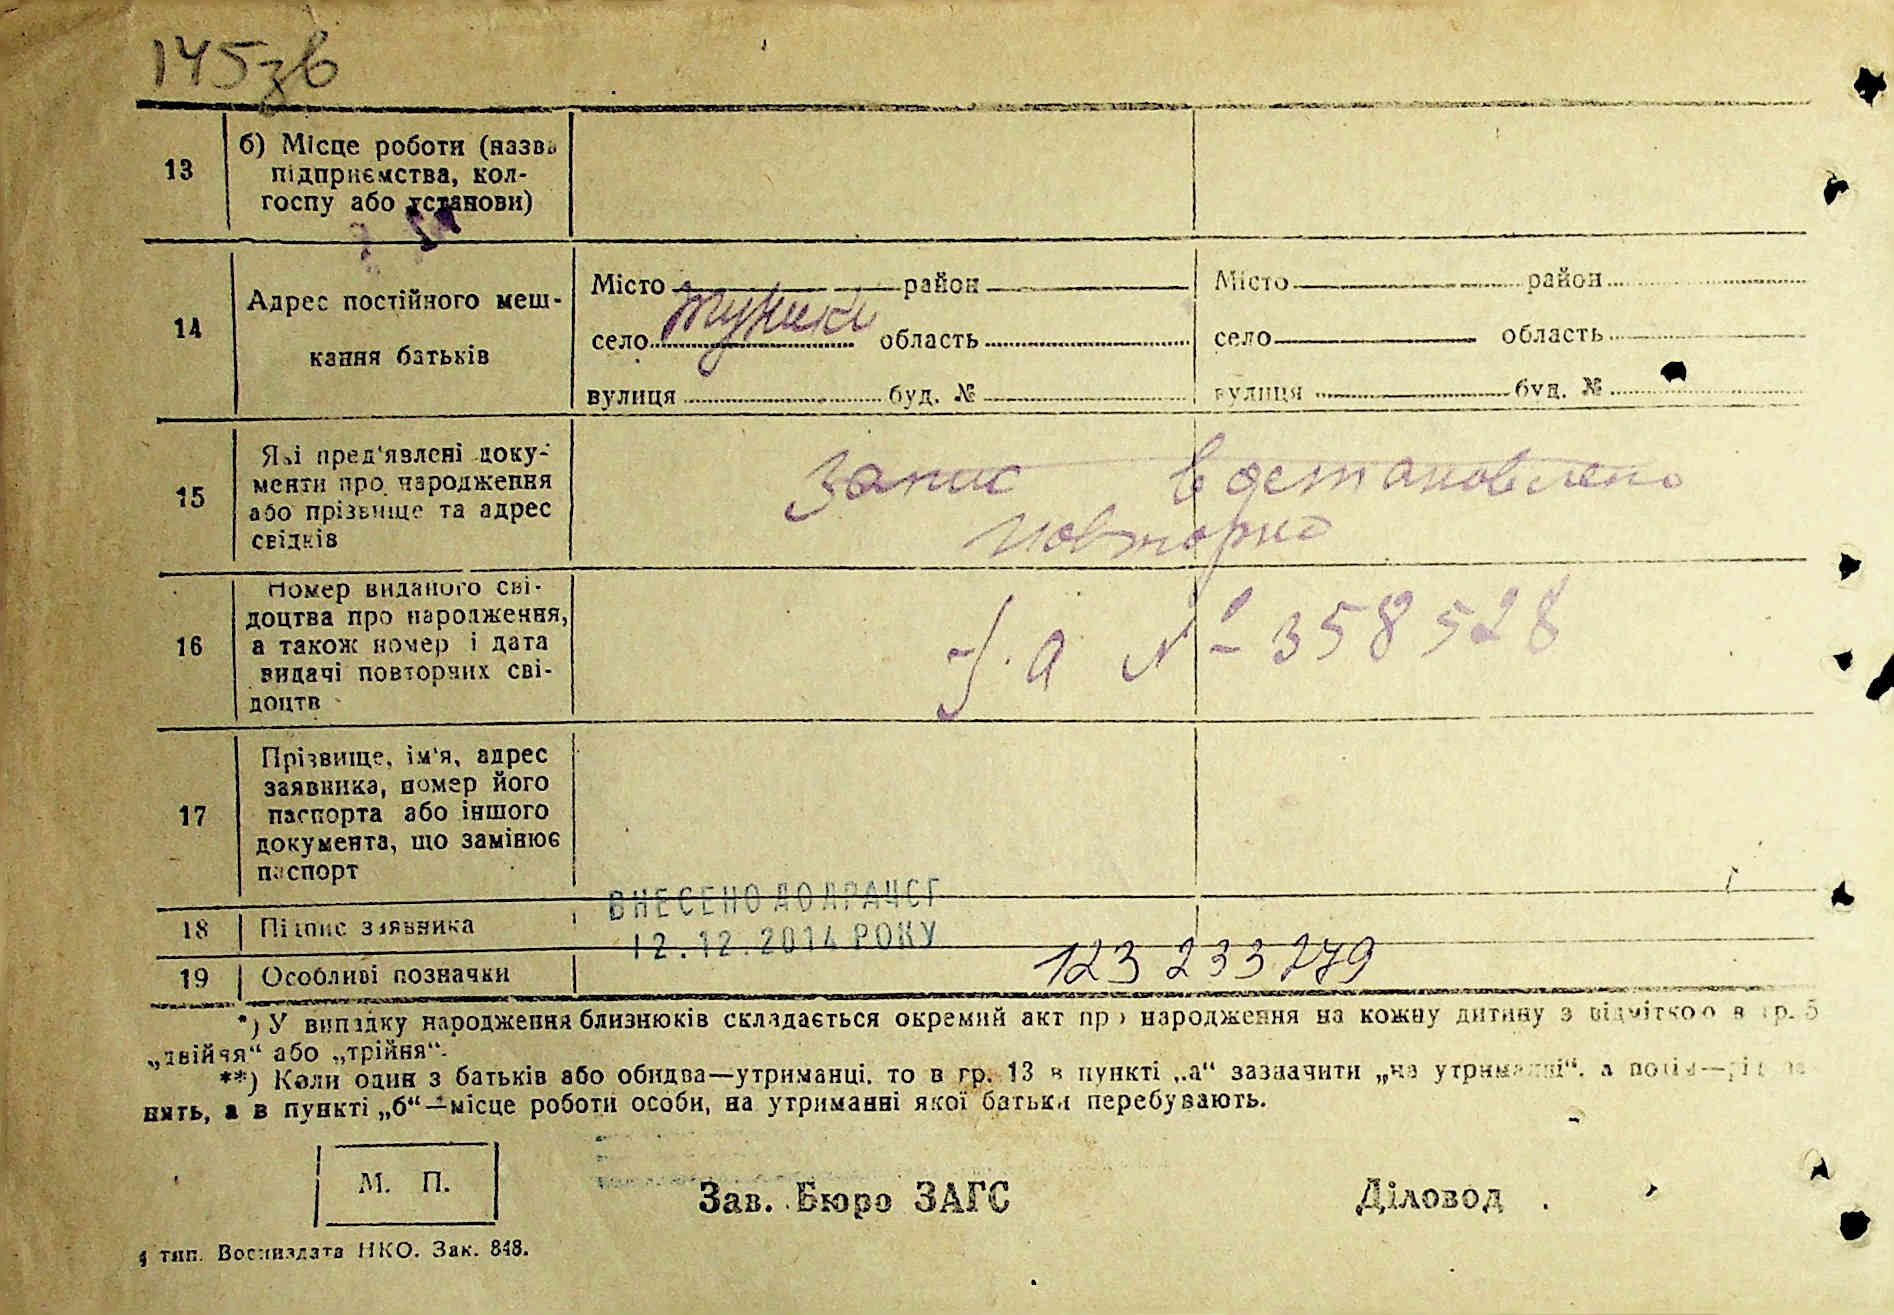 145зв
13
б) Місце роботи (назва
підприємства, кол-
госпу або установи)
14
Адрес постійного меш-
кання батьків
Місто район
село область
вулиця буд. №
Місто район
село область
вулиця буд. №
15
Які пред'явлені доку-
менти про народження
або прізвище та адрес
свідків
Запис
повторно
16
Номер виданого сві-
доцтва про народження,
а також номер і дата
видачі повторних сві-
доцтв
№ 358528
17
Прізвище, ім'я, адрес
заявника, номер його
паспорта або іншого
документа, що замінює
паспорт
18
Підпис заявника
ВНЕСЕНО ДО ДРАЦСГ
12.12.2014 РОКУ
19
Особливі позначки
123 233 279
*) У випадку народження близнюків складається окремий акт про народження на кожну дитину з відміткою в гр. 5
„двійня“ або „трійня“.
**) Коли один з батьків або обидва—утриманці, то в гр. 13 в пункті „а“ зазначити „на утриманні“, а
нять, а в пункті „б“—місце роботи особи, на утриманні якої батьки перебувають.
М. П.
Зав. Бюро ЗАГС
Діловод
тип. Воениздата НКО. Зак. 848.